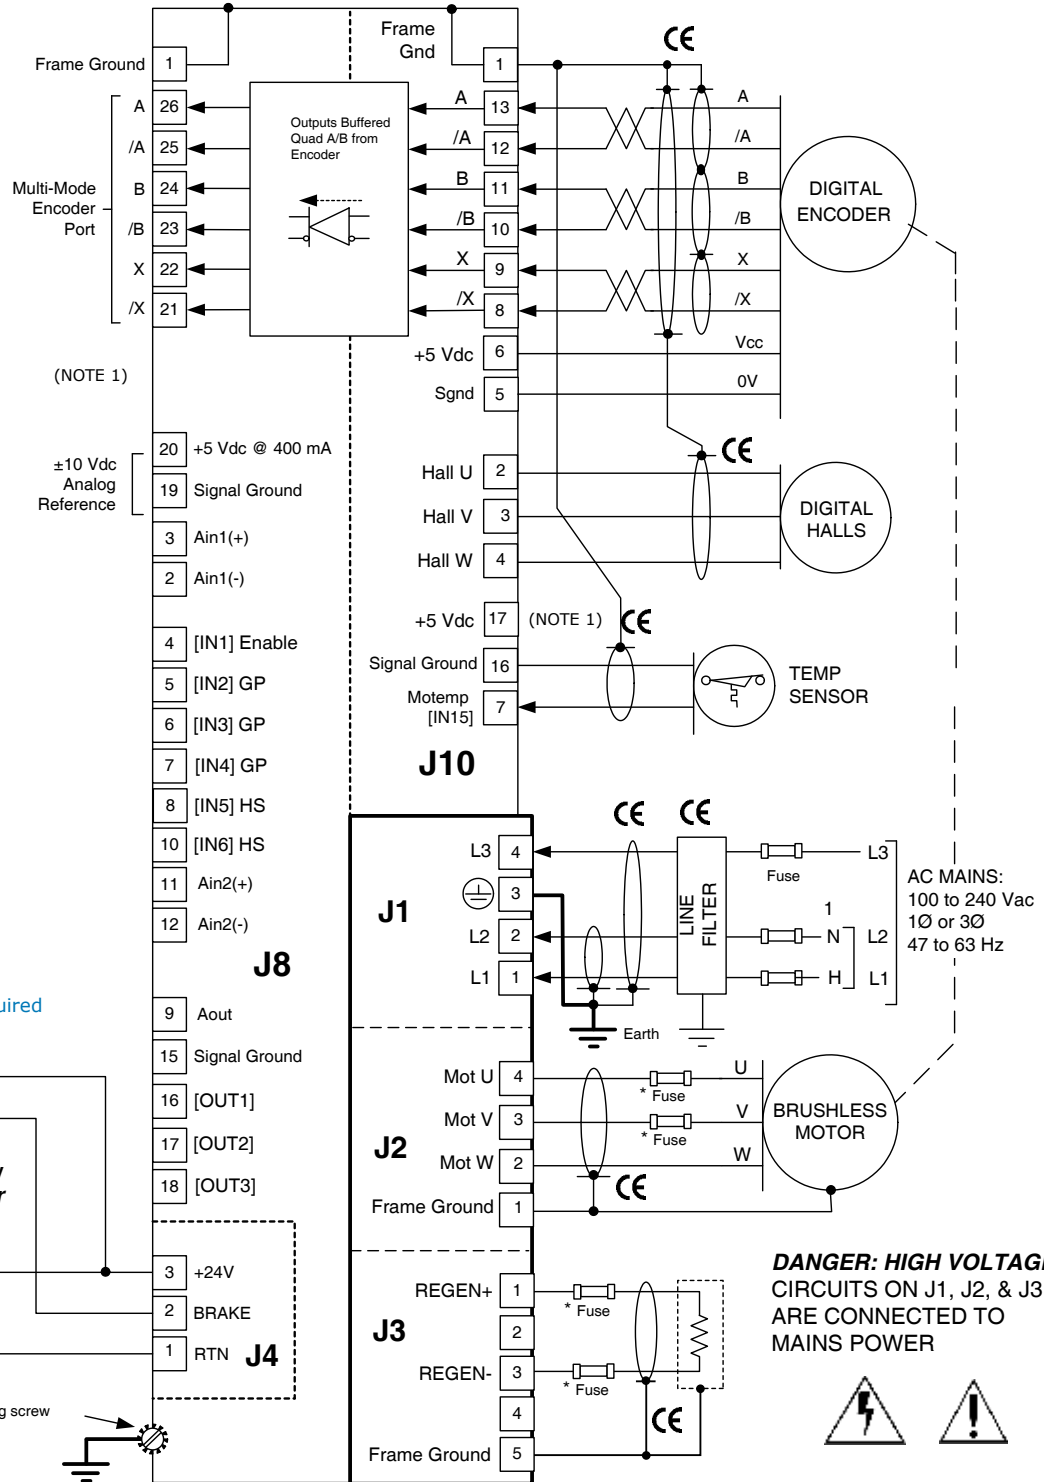 Frame
Gnd
Frame Ground
1
1
A
26
A
13
A
Outputs Buffered
Quad A/B from
Encoder
/A
25
/A
12
/A
Multi-Mode
Encoder
Port
B
24
B
11
B
DIGITAL
ENCODER
/B
23
/B
10
/B
X
22
X
9
X
/X
21
/X
8
/X
+5 Vdc
6
Vcc
(NOTE 1)
Sgnd
5
0V
±10 Vdc
Analog
Reference
20
+5 Vdc @ 400 mA
19
Signal Ground
3
Ain1(+)
2
Ain1(-)
Hall U
2
Hall V
3
Hall W
4
DIGITAL
HALLS
+5 Vdc
17
(NOTE 1)
4
[IN1] Enable
5
[IN2] GP
6
[IN3] GP
7
[IN4] GP
8
[IN5] HS
10
[IN6] HS
11
Ain2(+)
12
Ain2(-)
Signal Ground
16
Motemp
[IN15]
7
TEMP
SENSOR
J10
J8
J1
L3
4
3
L2
2
L1
1
LINE
FILTER
Fuse
L3
1
N
L2
H
L1
AC MAINS:
100 to 240 Vac
1Ø or 3Ø
47 to 63 Hz
Earth
9
Aout
15
Signal Ground
16
[OUT1]
17
[OUT2]
18
[OUT3]
J2
Mot U
4
* Fuse
U
Mot V
3
* Fuse
V
Mot W
2
W
Frame Ground
1
BRUSHLESS
MOTOR
3
+24V
2
BRAKE
1
RTN
J4
J3
REGEN+
1
* Fuse
2
REGEN-
3
* Fuse
4
Frame Ground
5
DANGER: HIGH VOLTAGE
CIRCUITS ON J1, J2, & J3
ARE CONNECTED TO
MAINS POWER
screw